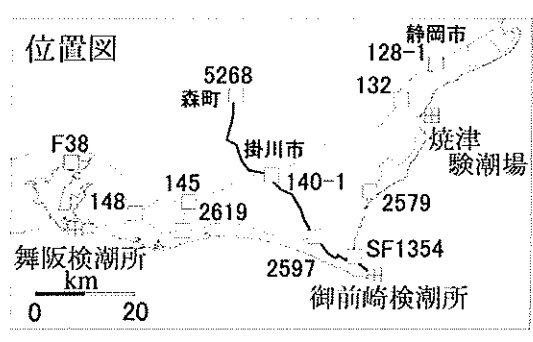 位置図
静岡市
128-1
5268
132
森町
焼津
験潮場
F38
掛川市
140-1
145
148
2579
2619
SF1354
舞阪検潮所
2597
御前崎検潮所
km
0 20